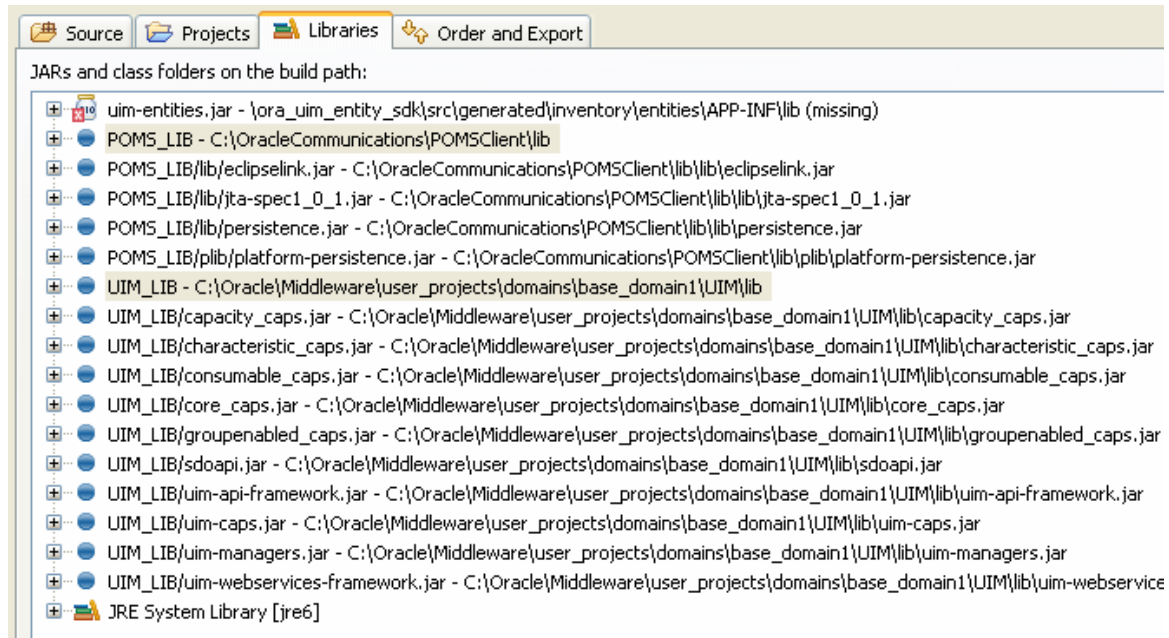 Source Projects Libraries Order and Export
JARs and class folders on the build path:
uim-entities.jar - \ora_uim_entity_sdk\src\generated\inventory\entities\APP-INF\lib (missing)
POMS_LIB - C:\OracleCommunications\POMSClient\lib
POMS_LIB/lib/eclipselink.jar - C:\OracleCommunications\POMSClient\lib\lib\eclipselink.jar
POMS_LIB/lib/jta-spec1_0_1.jar - C:\OracleCommunications\POMSClient\lib\lib\jta-spec1_0_1.jar
POMS_LIB/lib/persistence.jar - C:\OracleCommunications\POMSClient\lib\lib\persistence.jar
POMS_LIB/plib/platform-persistence.jar - C:\OracleCommunications\POMSClient\lib\plib\platform-persistence.jar
UIM_LIB - C:\Oracle\Middleware\user_projects\domains\base_domain1\UIM\lib
UIM_LIB/capacity_caps.jar - C:\Oracle\Middleware\user_projects\domains\base_domain1\UIM\lib\capacity_caps.jar
UIM_LIB/characteristic_caps.jar - C:\Oracle\Middleware\user_projects\domains\base_domain1\UIM\lib\characteristic_caps.jar
UIM_LIB/consumable_caps.jar - C:\Oracle\Middleware\user_projects\domains\base_domain1\UIM\lib\consumable_caps.jar
UIM_LIB/core_caps.jar - C:\Oracle\Middleware\user_projects\domains\base_domain1\UIM\lib\core_caps.jar
UIM_LIB/groupenabled_caps.jar - C:\Oracle\Middleware\user_projects\domains\base_domain1\UIM\lib\groupenabled_caps.jar
UIM_LIB/sdoapi.jar - C:\Oracle\Middleware\user_projects\domains\base_domain1\UIM\lib\sdoapi.jar
UIM_LIB/uim-api-framework.jar - C:\Oracle\Middleware\user_projects\domains\base_domain1\UIM\lib\uim-api-framework.jar
UIM_LIB/uim-caps.jar - C:\Oracle\Middleware\user_projects\domains\base_domain1\UIM\lib\uim-caps.jar
UIM_LIB/uim-managers.jar - C:\Oracle\Middleware\user_projects\domains\base_domain1\UIM\lib\uim-managers.jar
UIM_LIB/uim-webservices-framework.jar - C:\Oracle\Middleware\user_projects\domains\base_domain1\UIM\lib\uim-webservice
JRE System Library [jre6]